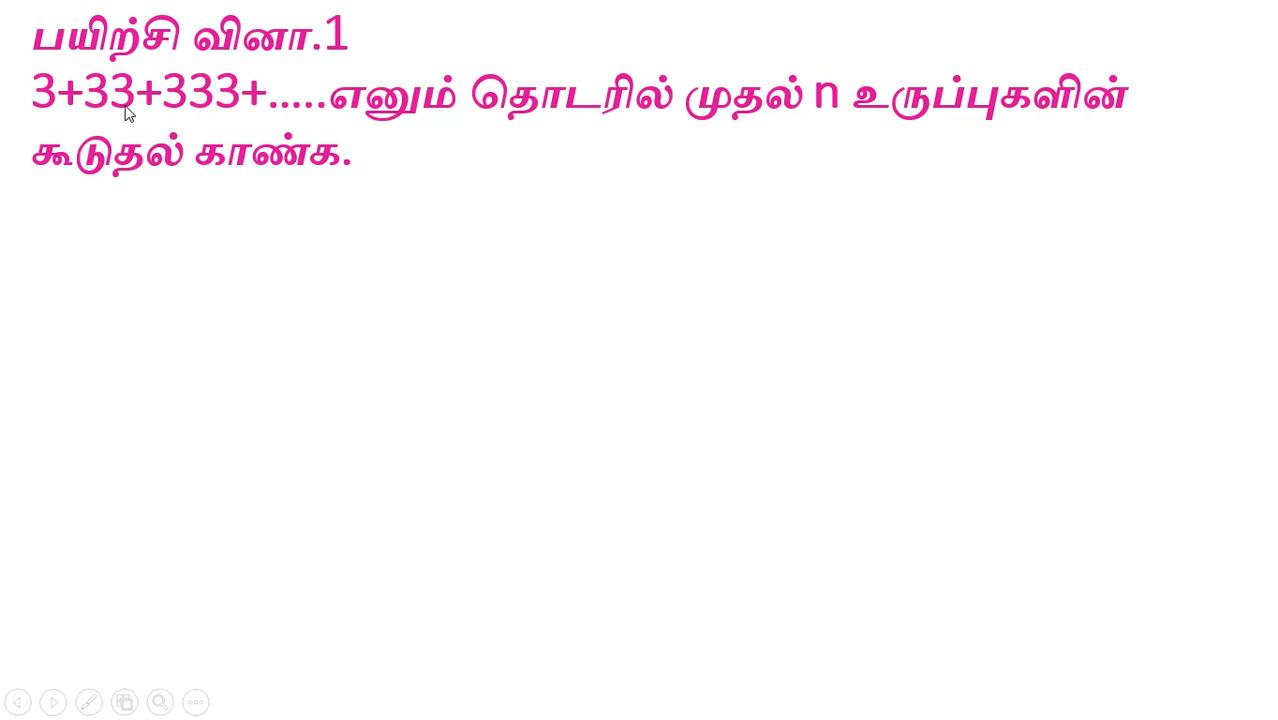 பயிற்சி வினா.1
3+33+333+.....எனும் தொடரில் முதல் n உருப்புகளின்
கூடுதல் காண்க.